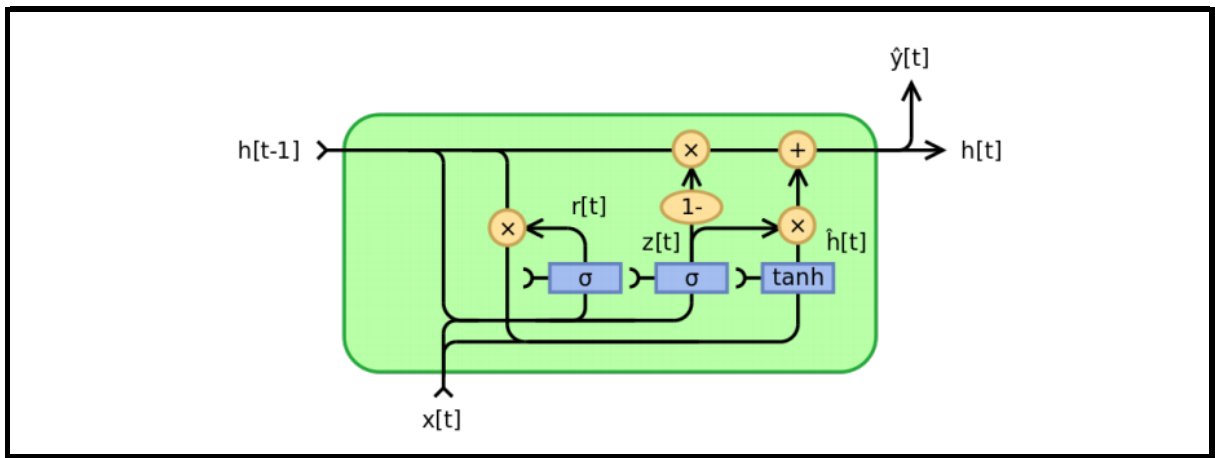 ŷ[t]
h[t-1]
×
+
h[t]
r[t]
1-
×
z[t]
×
ĥ[t]
σ
σ
tanh
x[t]